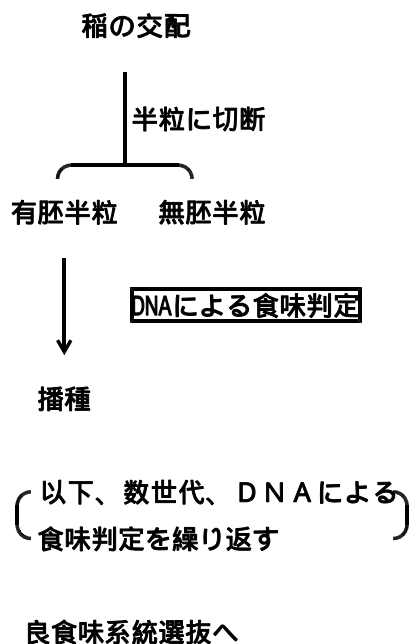 稲の交配
半粒に切断
有胚半粒　無胚半粒
DNAによる食味判定
播種
以下、数世代、ＤＮＡによる
食味判定を繰り返す
良食味系統選抜へ